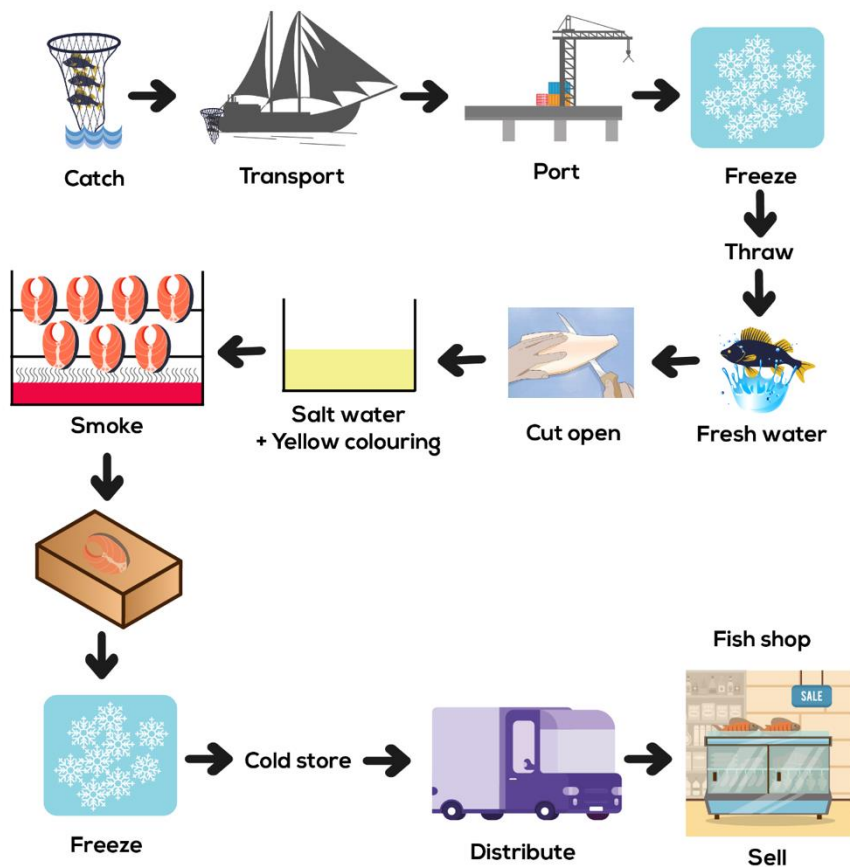 Catch
Transport
Port
Freeze
Thraw
Fresh water
Cut open
Salt water
+ Yellow colouring
Smoke
Freeze
Cold store
Distribute
Fish shop
SALE
Sell